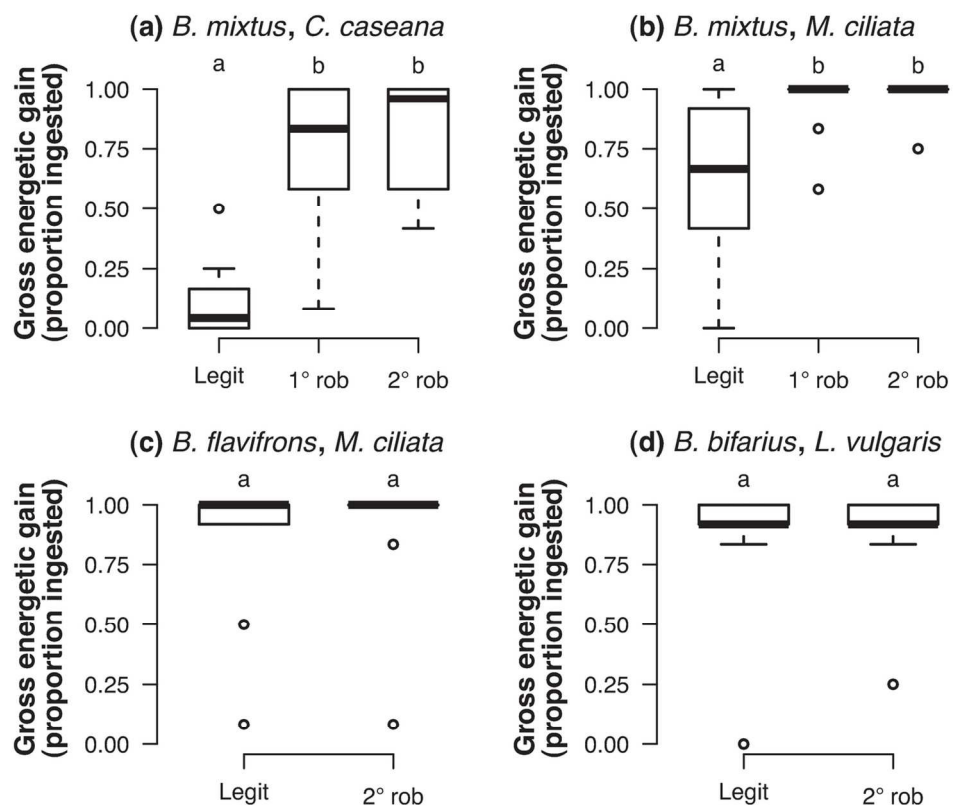 (a) B. mixtus, C. caseana
a b b
Gross energetic gain
(proportion ingested)
1.00
0.75
0.50
0.25
0.00
Legit 1° rob 2° rob
(b) B. mixtus, M. ciliata
a b b
Gross energetic gain
(proportion ingested)
1.00
0.75
0.50
0.25
0.00
Legit 1° rob 2° rob
(c) B. flavifrons, M. ciliata
a a
Gross energetic gain
(proportion ingested)
1.00
0.75
0.50
0.25
0.00
Legit 2° rob
(d) B. bifarius, L. vulgaris
a a
Gross energetic gain
(proportion ingested)
1.00
0.75
0.50
0.25
0.00
Legit 2° rob